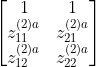 1 1
z_{11}^{(2)a} z_{21}^{(2)a}
z_{12}^{(2)a} z_{22}^{(2)a}